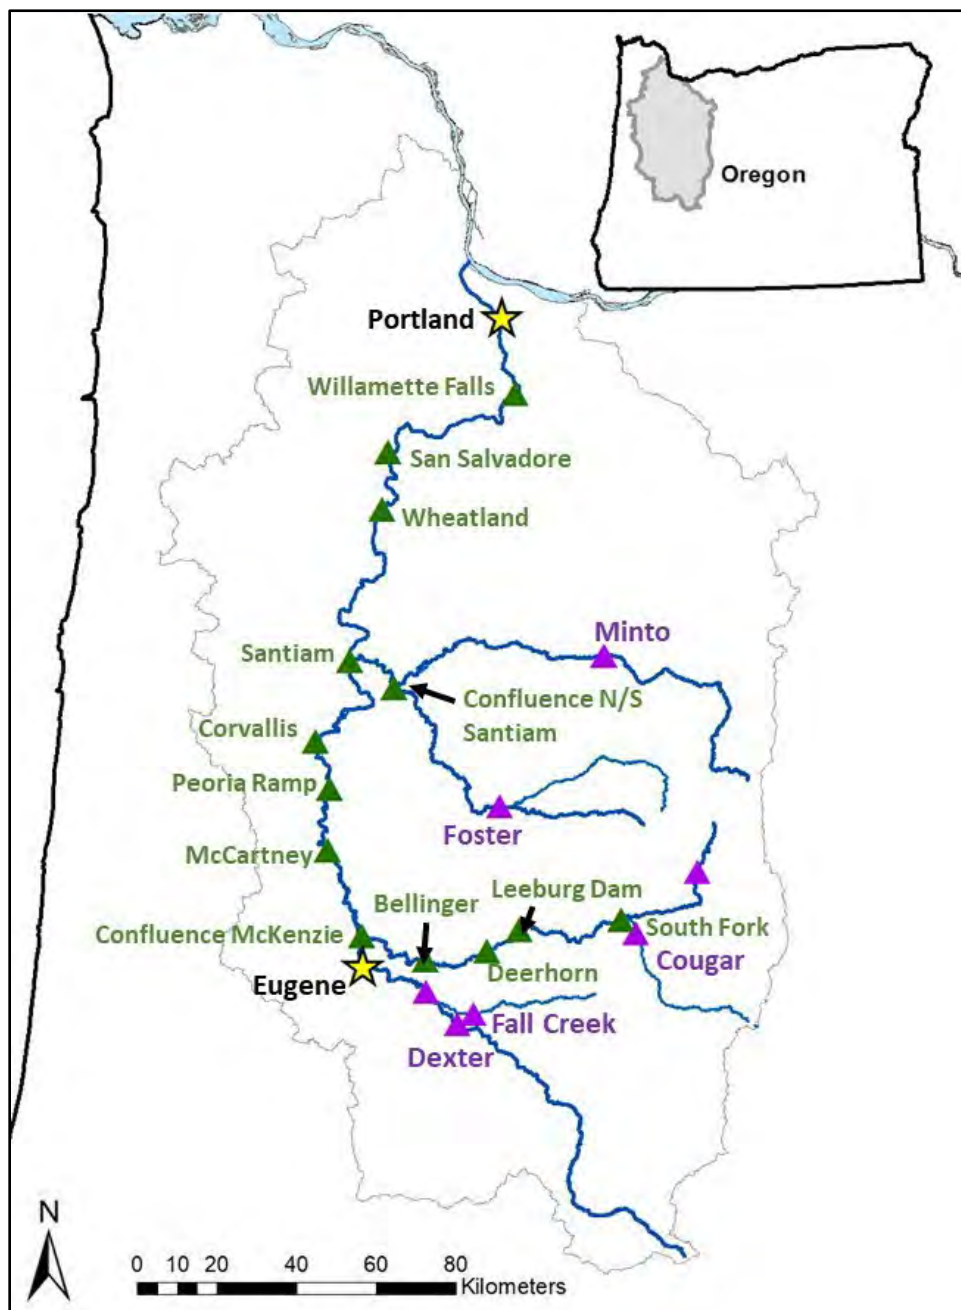 Oregon
Portland
Willamette Falls
San Salvadore
Wheatland
Minto
Santiam
Confluence N/S
Santiam
Corvallis
Peoria Ramp
Foster
McCartney
Leeburg Dam
Bellinger
Confluence McKenzie
South Fork
Cougar
Deerhorn
Eugene
Fall Creek
Dexter
N
0 10 20 40 60 80
Kilometers